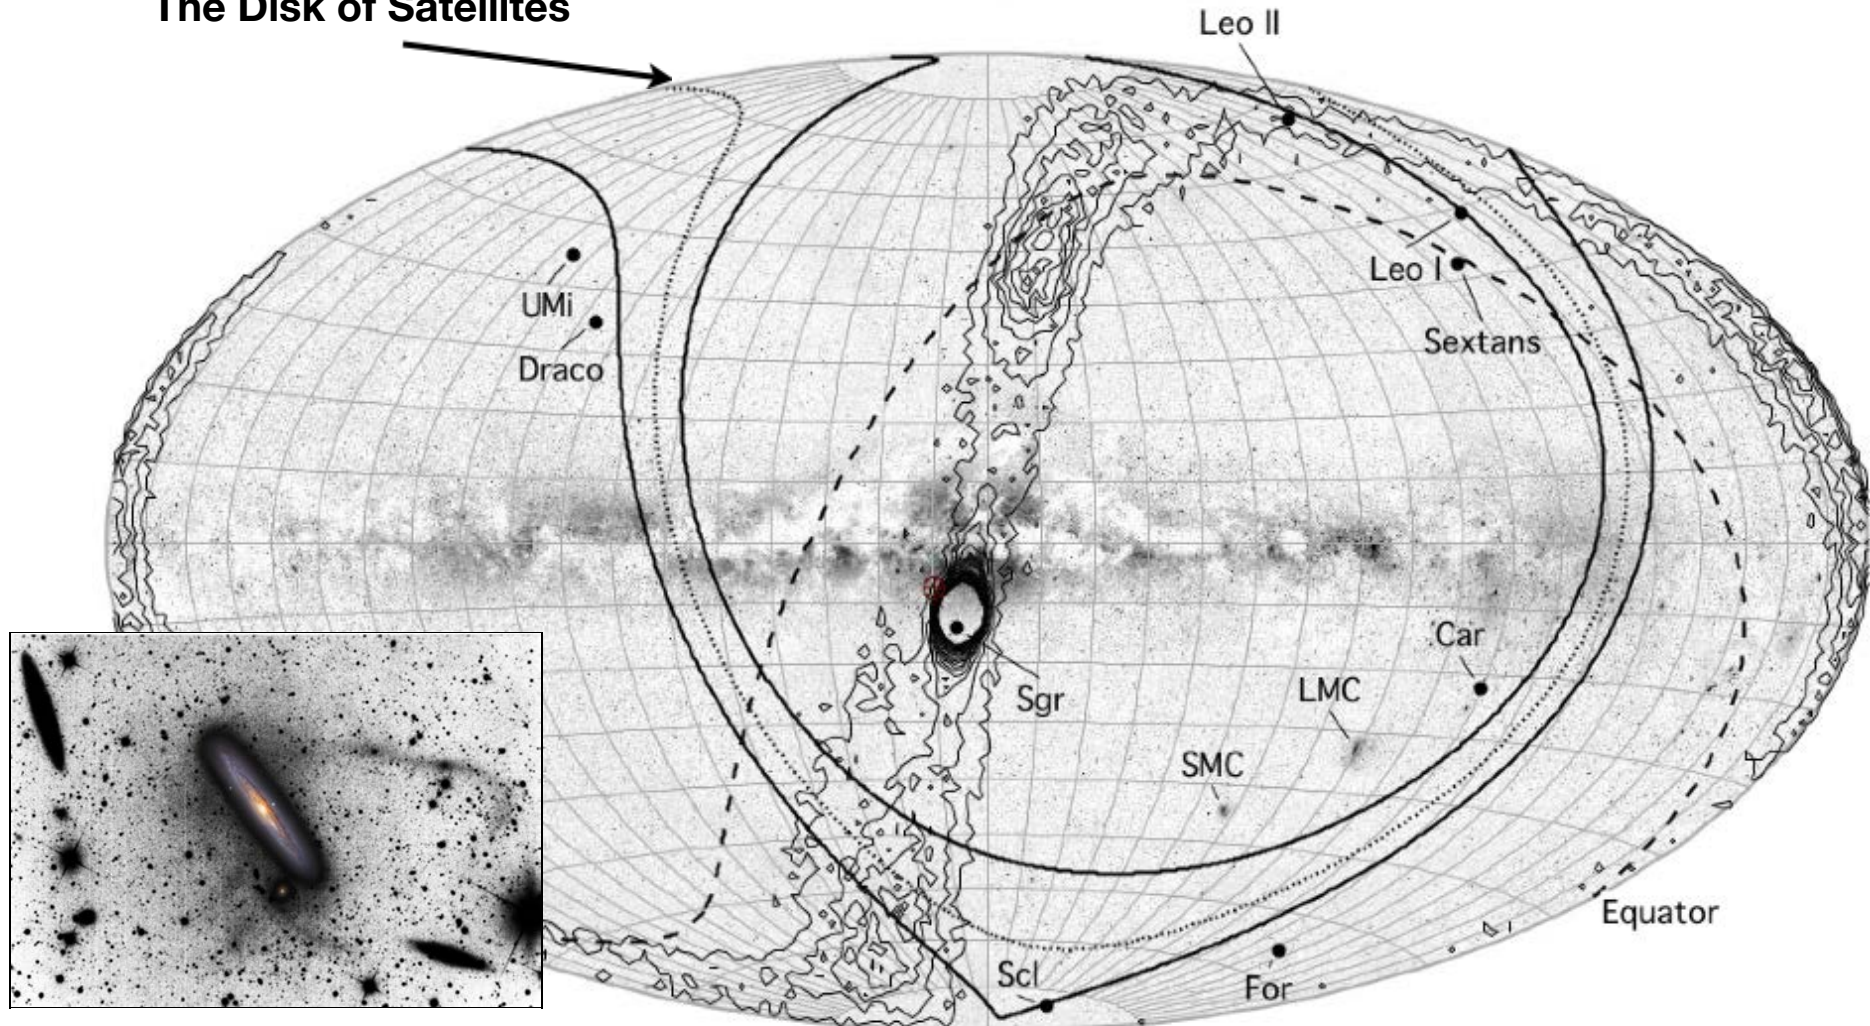 The Disk of Satellites
Leo II
UMi
Draco
Leo I
Sextans
Car
LMC
SMC
Sgr
Equator
Scl
For